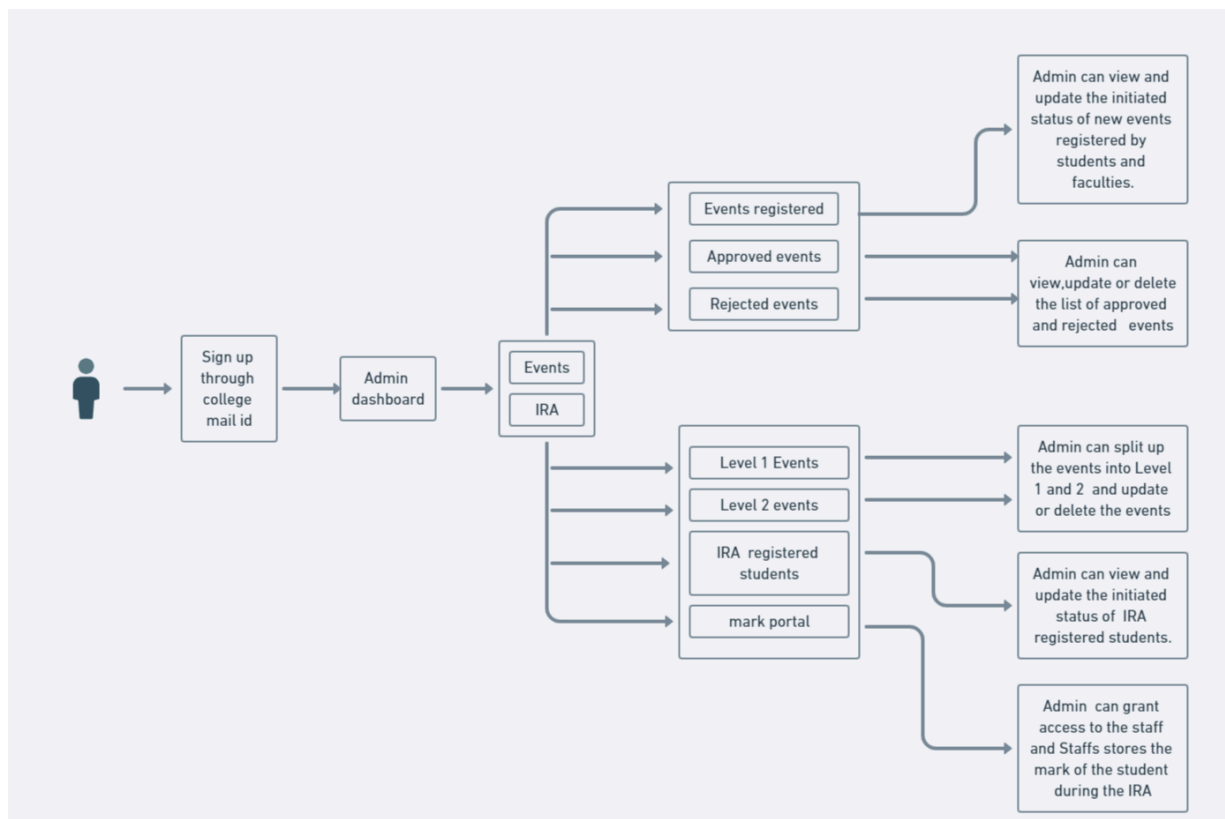 Sign up
through
college
mail id
Admin
dashboard
Events
IRA
Events registered
Approved events
Rejected events
Level 1 Events
Level 2 events
IRA registered
students
mark portal
Admin can view and
update the initiated
status of new events
registered by
students and
faculties.
Admin can
view,update or delete
the list of approved
and rejected events
Admin can split up
the events into Level
1 and 2 and update
or delete the events
Admin can view and
update the initiated
status of IRA
registered students.
Admin can grant
access to the staff
and Staffs stores the
mark of the student
during the IRA